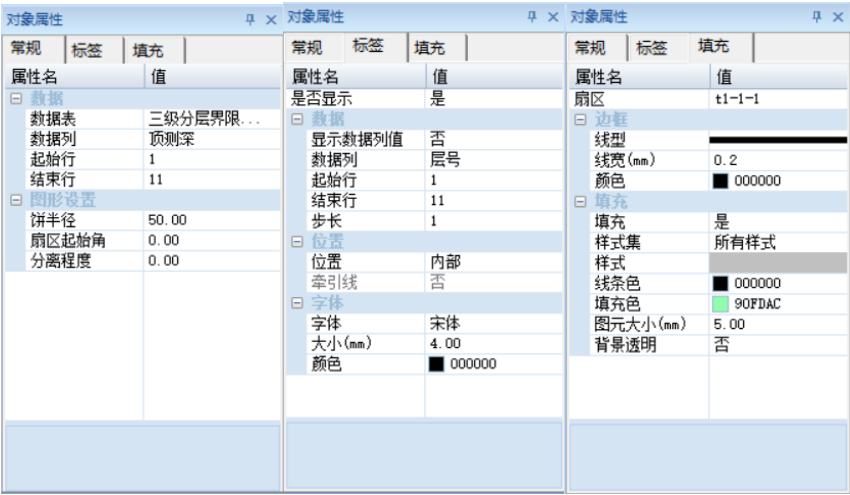 对象属性
常规 标签 填充
属性名 值
数据
数据表 三级分层界限...
数据列 顶测深
起始行 1
结束行 11
图形设置
饼半径 50.00
扇区起始角 0.00
分离程度 0.00
对象属性
常规 标签 填充
属性名 值
是否显示 是
数据
显示数据列值 否
数据列 层号
起始行 1
结束行 11
步长 1
位置
位置 内部
牵引线 否
字体
字体 宋体
大小(mm) 4.00
颜色 000000
对象属性
常规 标签 填充
属性名 值
扇区 t1-1-1
边框
线型
线宽(mm) 0.2
颜色 000000
填充
填充 是
样式集 所有样式
样式
线条色 000000
填充色 90FDAC
图元大小(mm) 5.00
背景透明 否